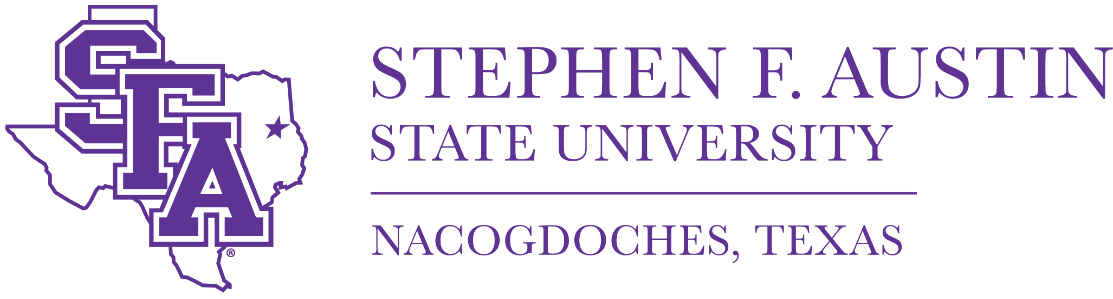 SFA
®
STEPHEN F. AUSTIN
STATE UNIVERSITY
NACOGDOCHES, TEXAS